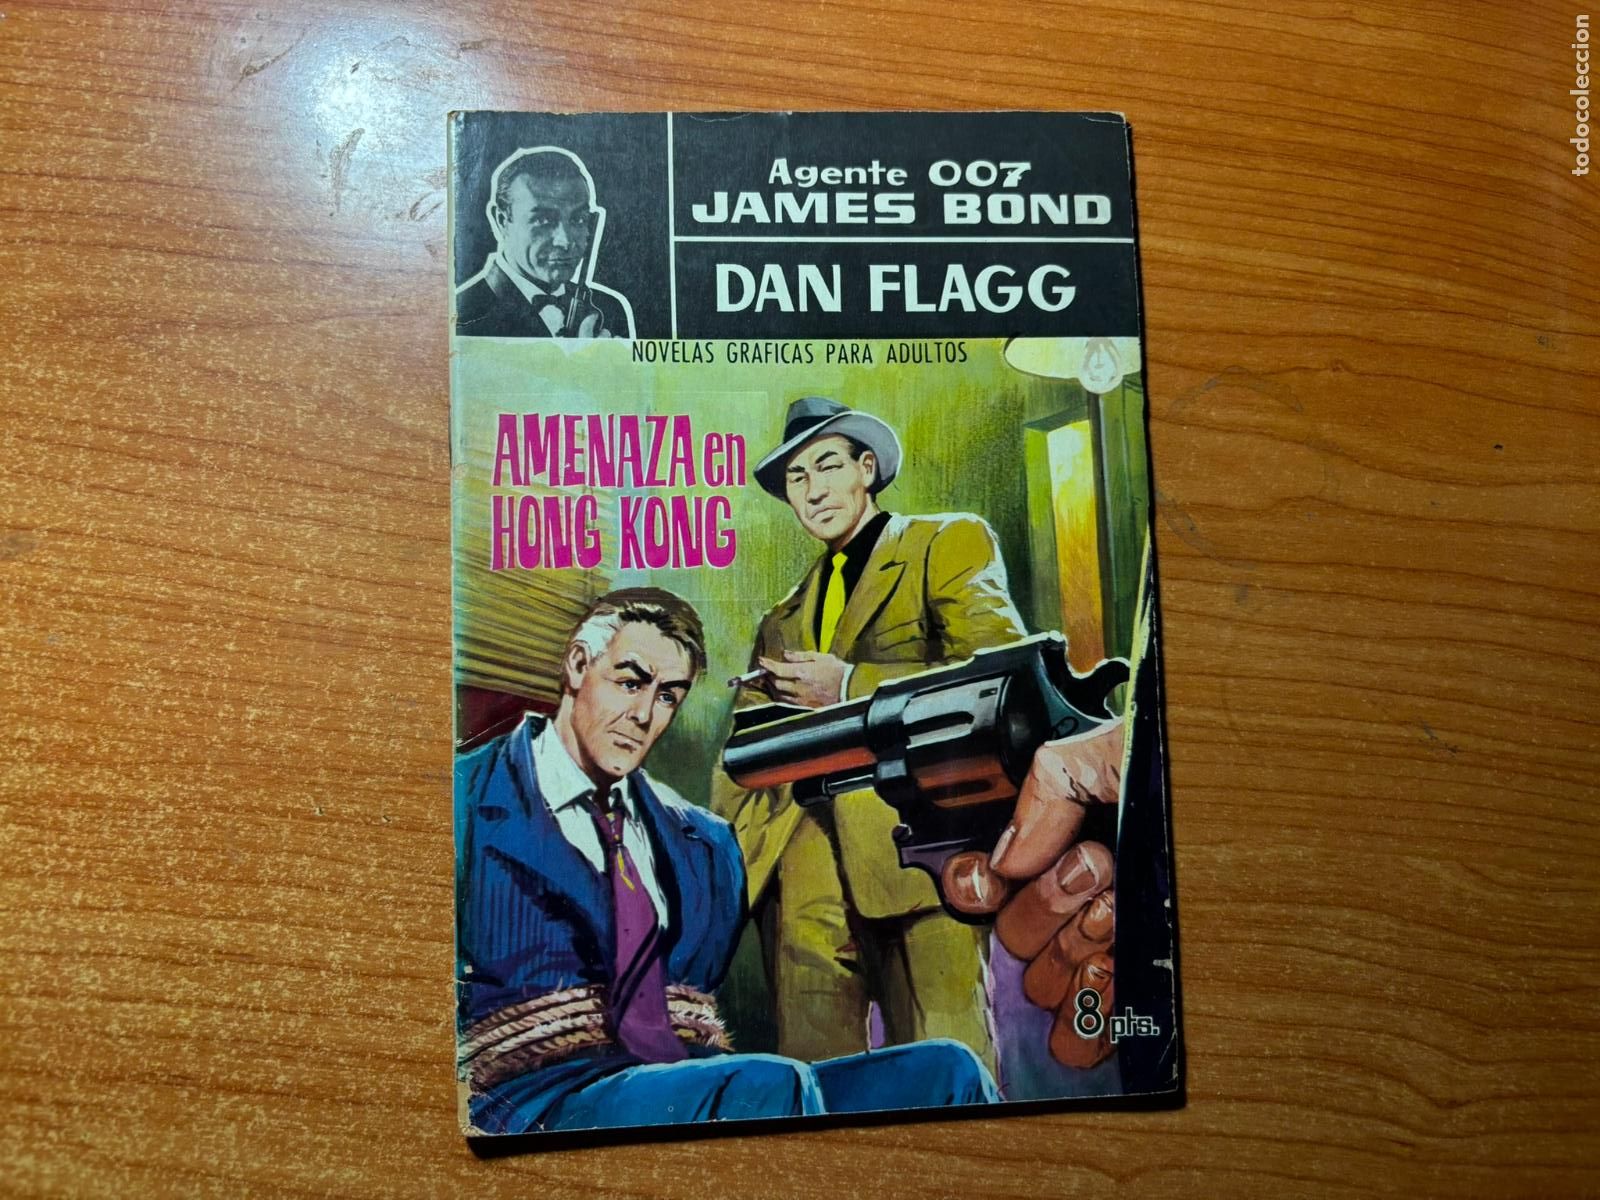 Agente 007
JAMES BOND
DAN FLAGG
NOVELAS GRAFICAS PARA ADULTOS
AMENAZA en
HONG KONG
8 pts.
todocoleccion